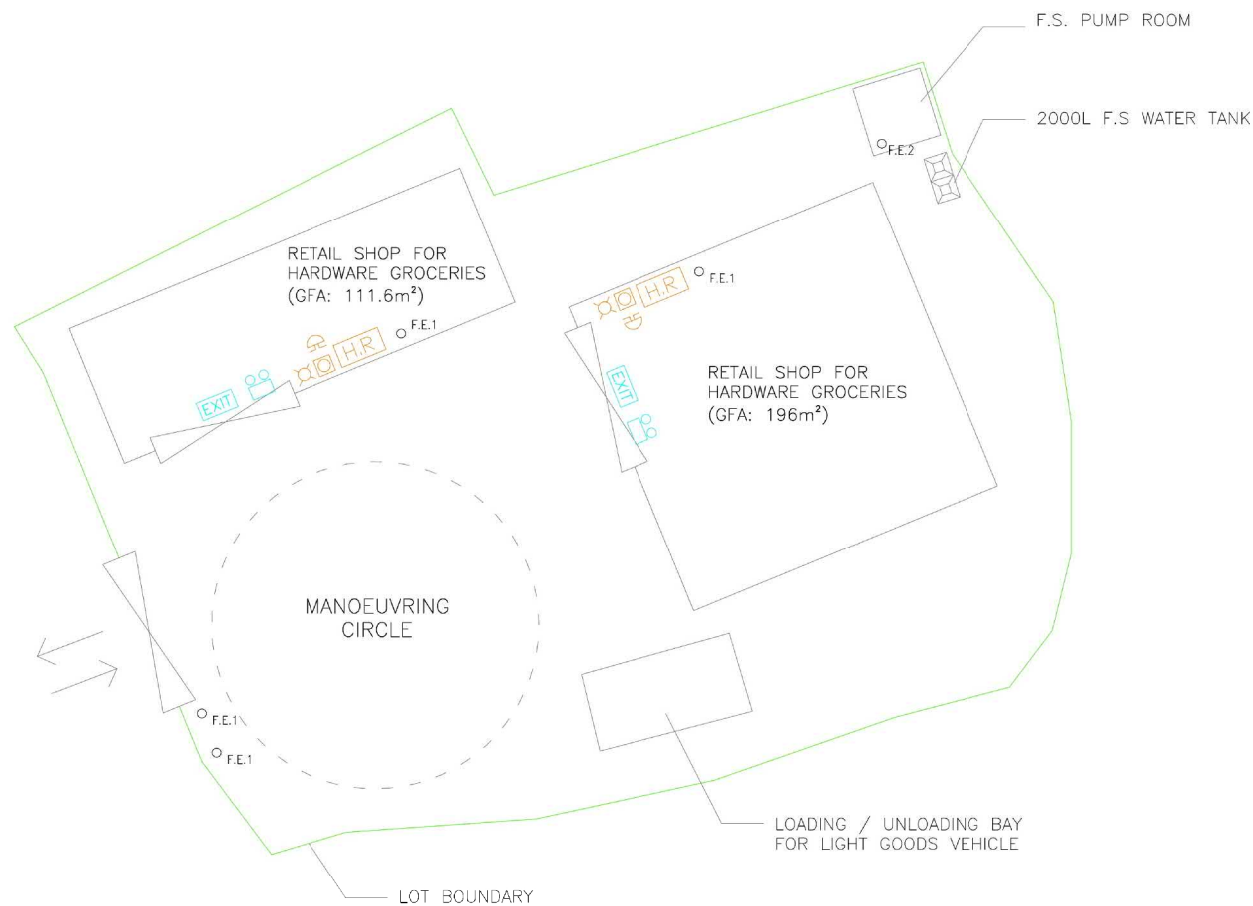 F.S. PUMP ROOM
2000L F.S WATER TANK
F.E.2
RETAIL SHOP FOR
HARDWARE GROCERIES
(GFA: 111.6m²)
F.E.1
H.R
EXIT
F.E.1
H.R
EXIT
RETAIL SHOP FOR
HARDWARE GROCERIES
(GFA: 196m²)
MANOEUVRING
CIRCLE
F.E.1
F.E.1
LOADING / UNLOADING BAY
FOR LIGHT GOODS VEHICLE
LOT BOUNDARY